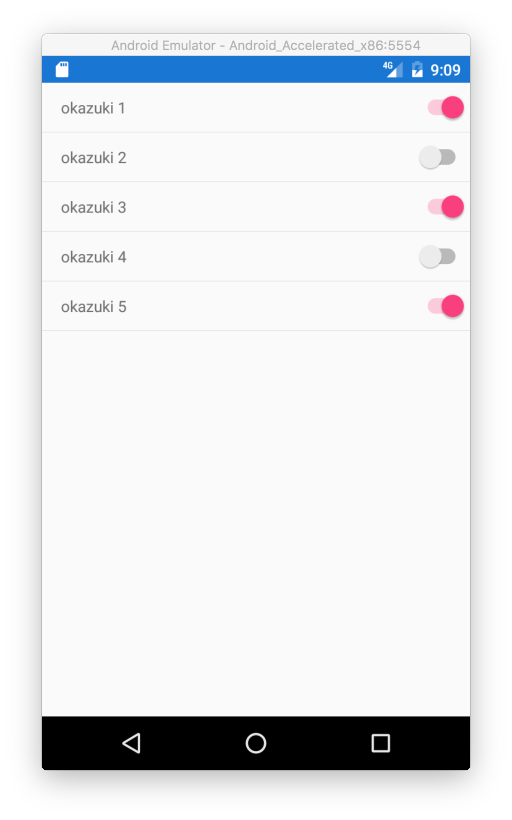 Android Emulator - Android_Accelerated_x86:5554
4G 9:09
okazuki 1
okazuki 2
okazuki 3
okazuki 4
okazuki 5